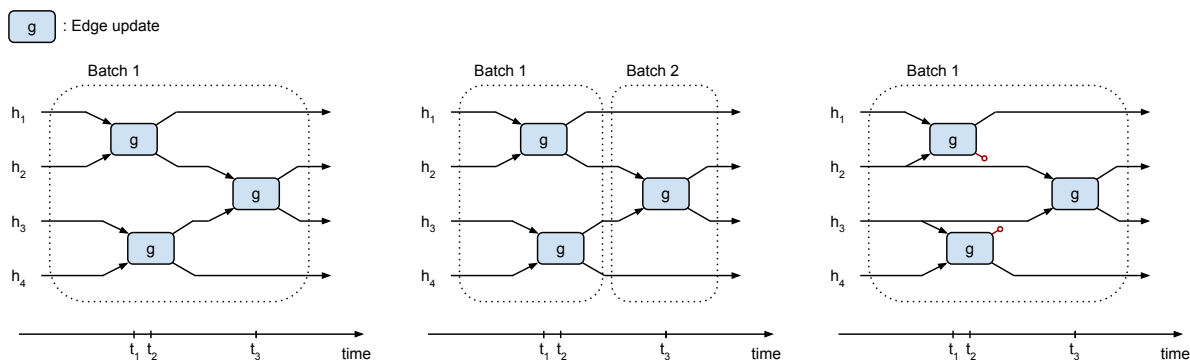 g : Edge update
Batch 1
h1
g
h2
g
h3
g
h4
t1 t2 t3 time
Batch 1 Batch 2
h1
g
h2
g
h3
g
h4
t1 t2 t3 time
Batch 1
h1
g
h2
g
h3
g
h4
t1 t2 t3 time